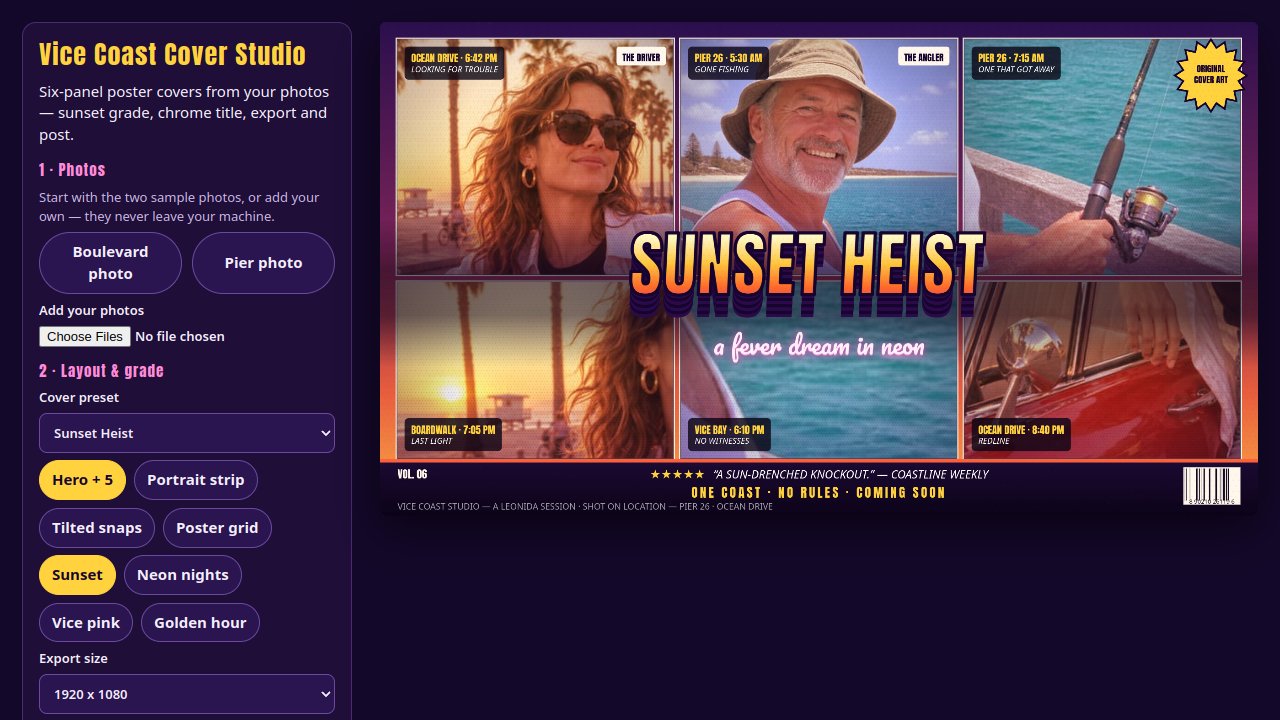 Vice Coast Cover Studio
Six-panel poster covers from your photos
— sunset grade, chrome title, export and
post.
1 · Photos
Start with the two sample photos, or add your
own — they never leave your machine.
Boulevard
photo
Pier photo
Add your photos
Choose Files No file chosen
2 · Layout & grade
Cover preset
Sunset Heist
Hero + 5
Portrait strip
Tilted snaps
Poster grid
Sunset
Neon nights
Vice pink
Golden hour
Export size
1920 x 1080
OCEAN DRIVE · 6:42 PM
LOOKING FOR TROUBLE
THE DRIVER
PIER 26 · 5:30 AM
GONE FISHING
THE ANGLER
PIER 26 · 7:15 AM
ONE THAT GOT AWAY
ORIGINAL
COVER ART
SUNSET HEIST
a fever dream in neon
BOARDWALK · 7:05 PM
LAST LIGHT
VICE BAY · 6:10 PM
NO WITNESSES
OCEAN DRIVE · 8:40 PM
REDLINE
VOL. 06
★★★★★ “A SUN-DRENCHED KNOCKOUT.” — COASTLINE WEEKLY
ONE COAST · NO RULES · COMING SOON
VICE COAST STUDIO — A LEONIDA SESSION · SHOT ON LOCATION — PIER 26 · OCEAN DRIVE